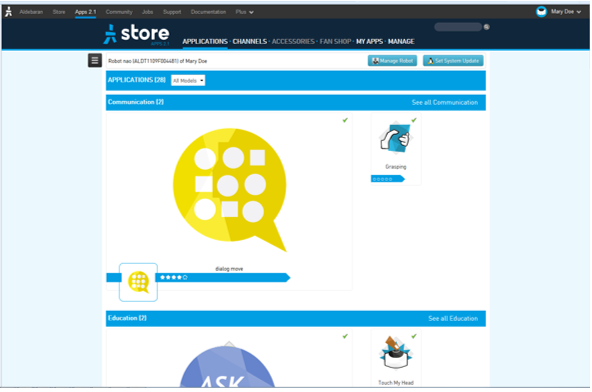 Aldebaran Store Apps 2.1 Community Jobs Support Documentation Plus Mary Doe
store
APPS 2.1
APPLICATIONS · CHANNELS · ACCESSORIES · FAN SHOP · MY APPS · MANAGE
Robot nao (ALDT1109F004481) of Mary Doe Manage Robot Set System Update
APPLICATIONS (28) All Models
Communication (2) See all Communication
Grasping
dialog move
Education (2) See all Education
ASK
Touch My Head